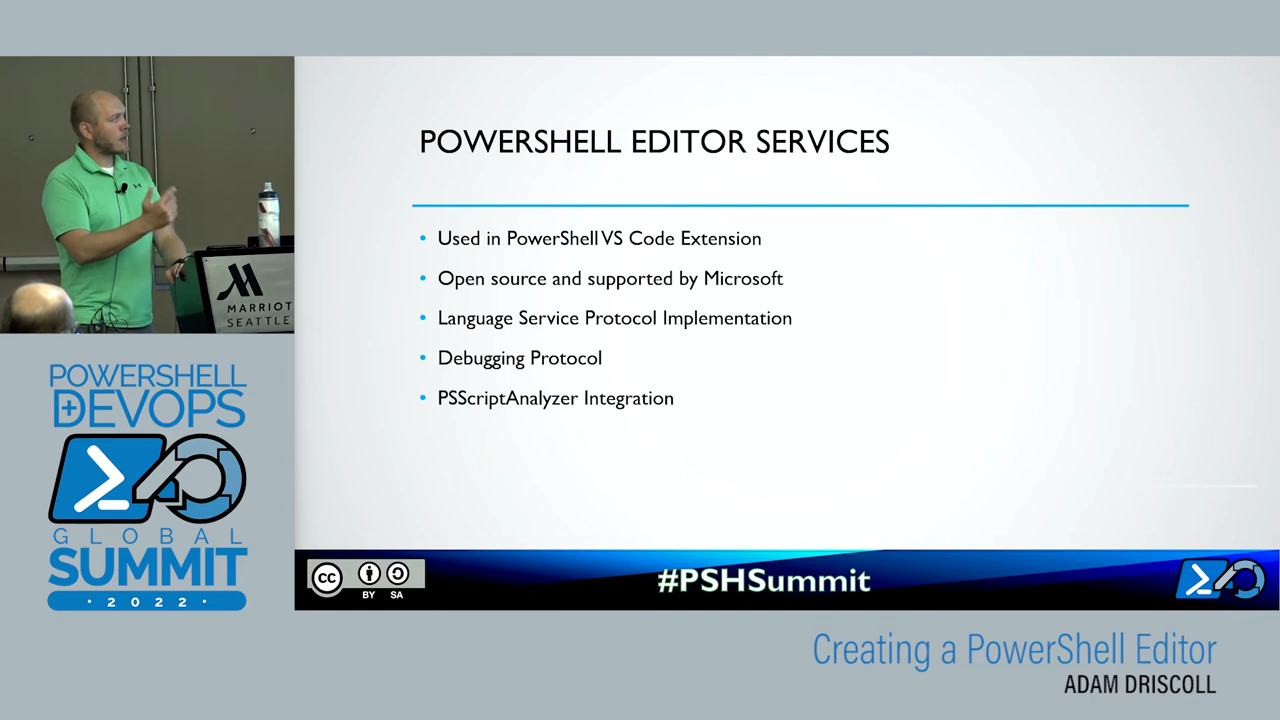 POWERSHELL EDITOR SERVICES
• Used in PowerShell VS Code Extension
• Open source and supported by Microsoft
• Language Service Protocol Implementation
• Debugging Protocol
• PSScriptAnalyzer Integration
MARRIOT
SEATTLE
POWERSHELL
+ DEVOPS
GLOBAL
SUMMIT
· 2022 ·
cc
BY SA
#PSHSummit
Creating a PowerShell Editor
ADAM DRISCOLL